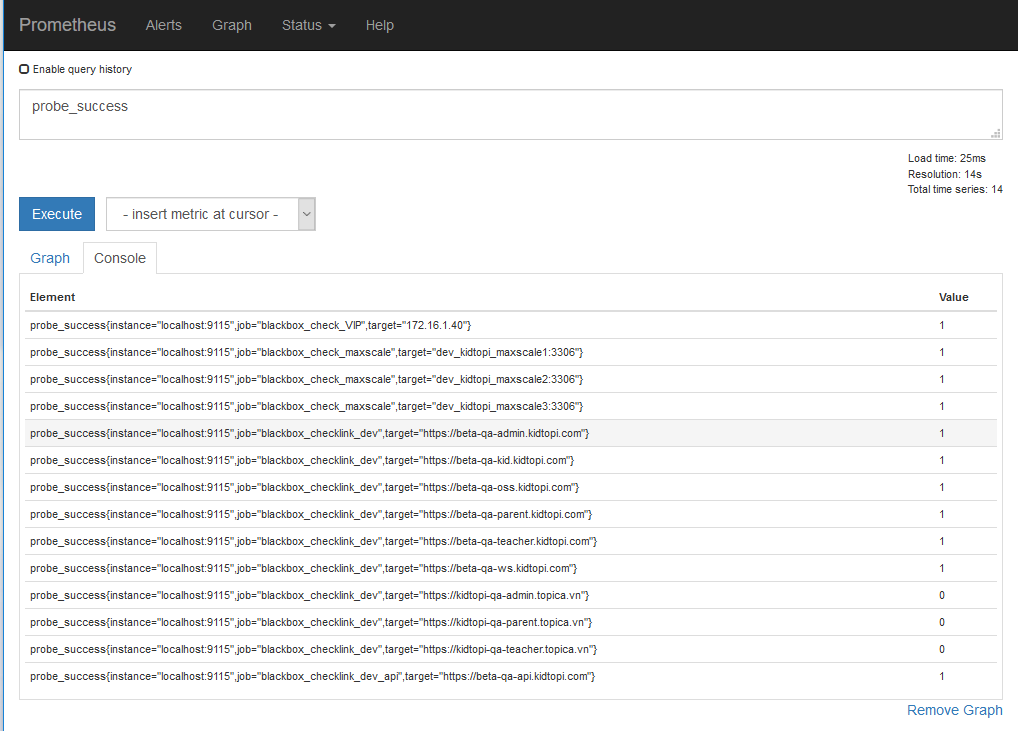 Prometheus Alerts Graph Status Help
Enable query history
probe_success
Load time: 25ms
Resolution: 14s
Total time series: 14
Execute - insert metric at cursor -
Graph Console
Element Value
probe_success{instance="localhost:9115",job="blackbox_check_VIP",target="172.16.1.40"} 1
probe_success{instance="localhost:9115",job="blackbox_check_maxscale",target="dev_kidtopi_maxscale1:3306"} 1
probe_success{instance="localhost:9115",job="blackbox_check_maxscale",target="dev_kidtopi_maxscale2:3306"} 1
probe_success{instance="localhost:9115",job="blackbox_check_maxscale",target="dev_kidtopi_maxscale3:3306"} 1
probe_success{instance="localhost:9115",job="blackbox_checklink_dev",target="https://beta-qa-admin.kidtopi.com"} 1
probe_success{instance="localhost:9115",job="blackbox_checklink_dev",target="https://beta-qa-kid.kidtopi.com"} 1
probe_success{instance="localhost:9115",job="blackbox_checklink_dev",target="https://beta-qa-oss.kidtopi.com"} 1
probe_success{instance="localhost:9115",job="blackbox_checklink_dev",target="https://beta-qa-parent.kidtopi.com"} 1
probe_success{instance="localhost:9115",job="blackbox_checklink_dev",target="https://beta-qa-teacher.kidtopi.com"} 1
probe_success{instance="localhost:9115",job="blackbox_checklink_dev",target="https://beta-qa-ws.kidtopi.com"} 1
probe_success{instance="localhost:9115",job="blackbox_checklink_dev",target="https://kidtopi-qa-admin.topica.vn"} 0
probe_success{instance="localhost:9115",job="blackbox_checklink_dev",target="https://kidtopi-qa-parent.topica.vn"} 0
probe_success{instance="localhost:9115",job="blackbox_checklink_dev",target="https://kidtopi-qa-teacher.topica.vn"} 0
probe_success{instance="localhost:9115",job="blackbox_checklink_dev_api",target="https://beta-qa-api.kidtopi.com"} 1
Remove Graph